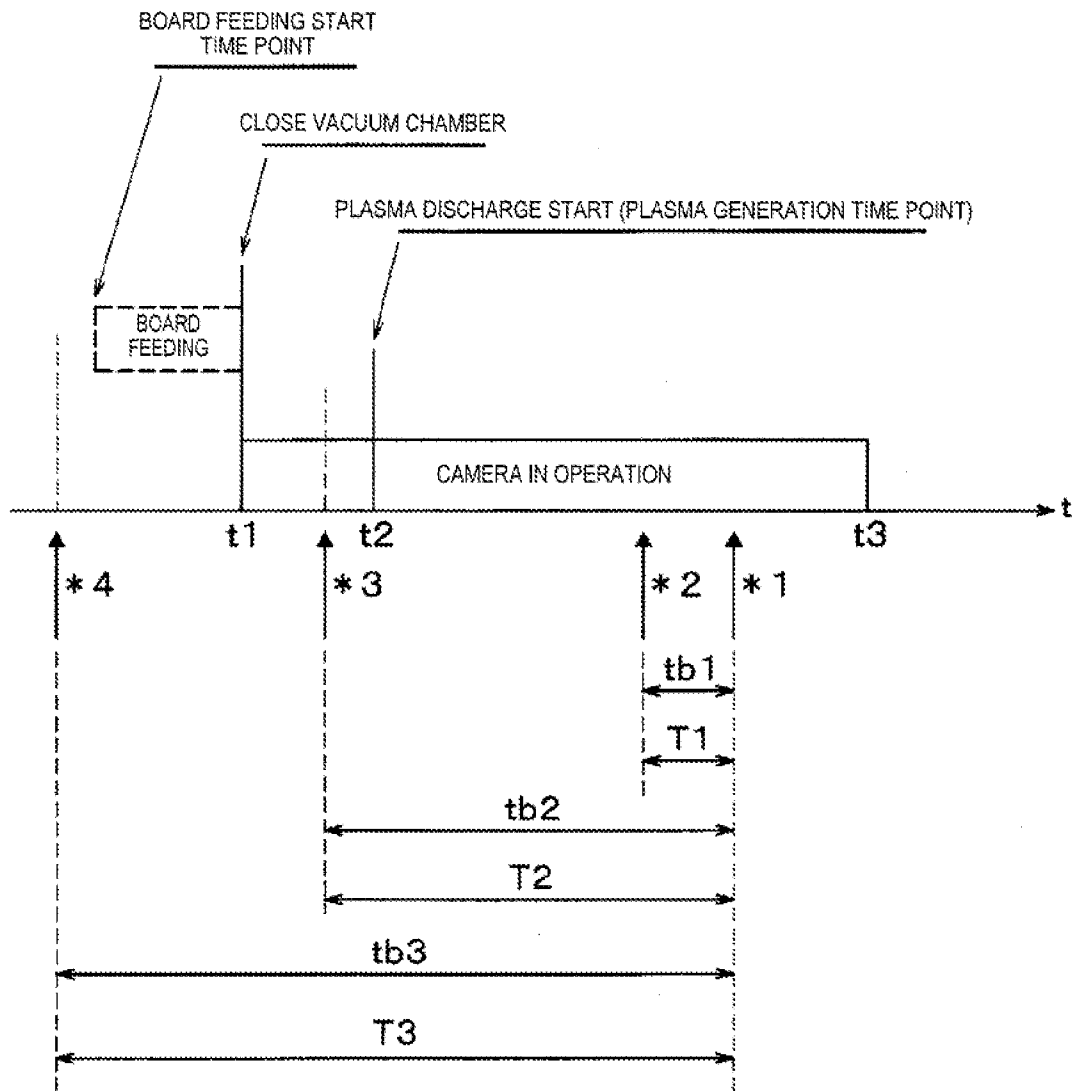 BOARD FEEDING START
TIME POINT
CLOSE VACUUM CHAMBER
PLASMA DISCHARGE START (PLASMA GENERATION TIME POINT)
BOARD
FEEDING
CAMERA IN OPERATION
t
t1
t2
t3
*4
*3
*2
*1
tb1
T1
tb2
T2
tb3
T3